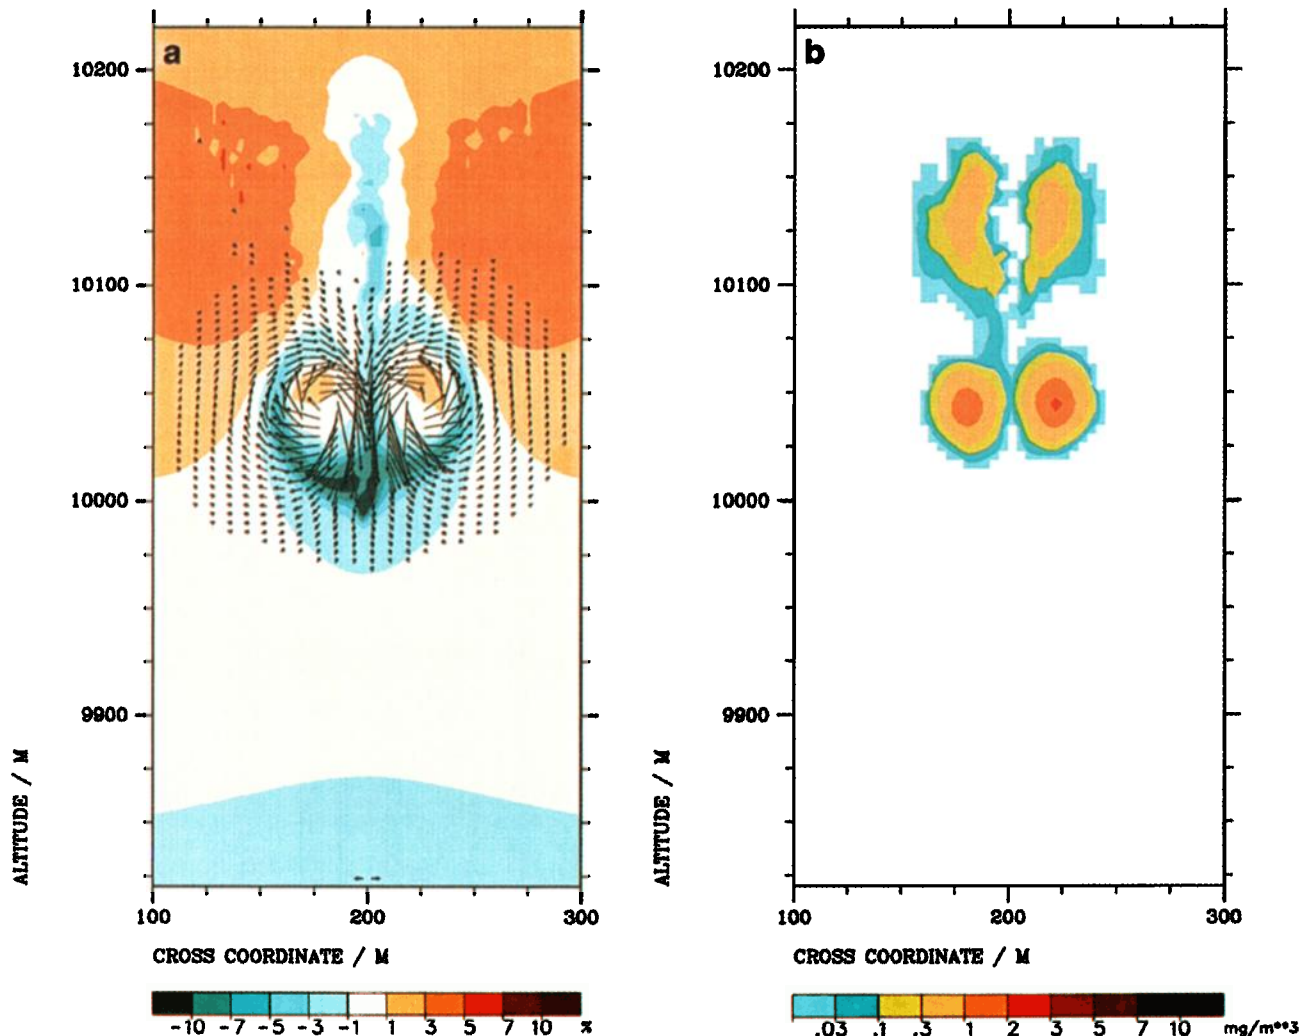 a
b
10200
10100
10000
9900
ALTITUDE / M
100
200
300
CROSS COORDINATE / M
-10 -7 -5 -3 -1 1 3 5 7 10 %
10200
10100
10000
9900
ALTITUDE / M
100
200
300
CROSS COORDINATE / M
.03 .1 .3 1 2 3 5 7 10 mg/m**3